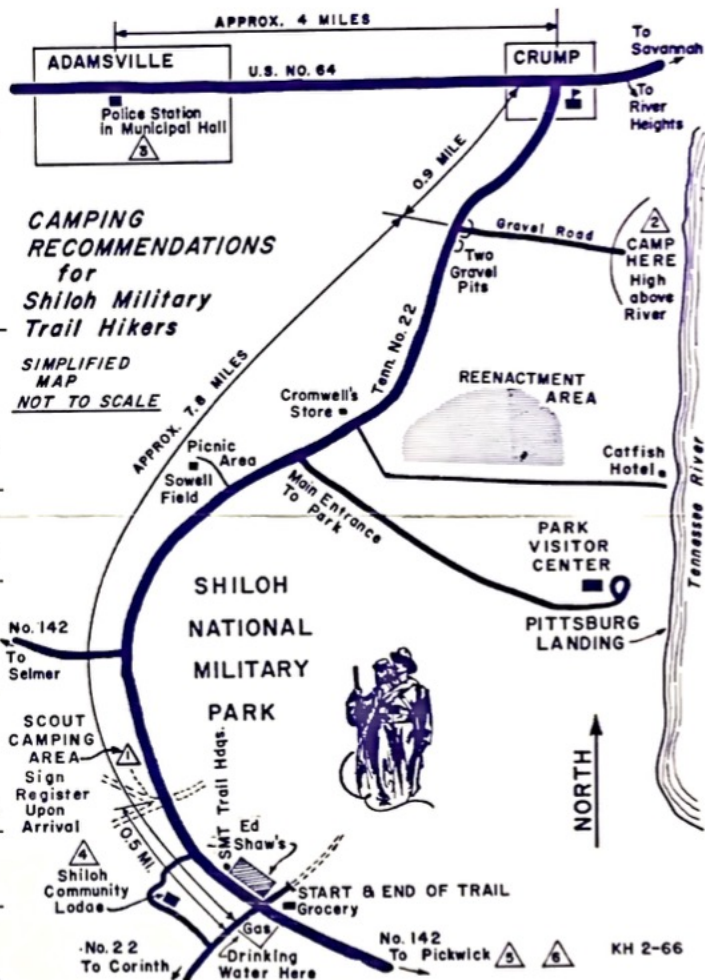 APPROX. 4 MILES
To
Savannah
ADAMSVILLE
CRUMP
U.S. NO. 64
To
River
Heights
Police Station
in Municipal Hall
3
0.9 MILE
Gravel Road
2
CAMP
HERE
High
above
River
Two
Gravel
Pits
CAMPING
RECOMMENDATIONS
for
Shiloh Military
Trail Hikers
SIMPLIFIED
MAP
NOT TO SCALE
Tenn. No. 22
APPROX. 7.8 MILES
Cromwell's
Store
REENACTMENT
AREA
Picnic
Area
Sowell
Field
Catfish
Hotel
Tennessee River
Main Entrance
To Park
PARK
VISITOR
CENTER
PITTSBURG
LANDING
SHILOH
NATIONAL
MILITARY
PARK
No. 142
To
Selmer
SCOUT
CAMPING
AREA
1
Sign
Register
Upon
Arrival
0.5 MI.
NORTH
SMT Trail Hdqs.
Ed
Shaw's
4
Shiloh
Community
Lodge
START & END OF TRAIL
Grocery
Gas
Drinking
Water Here
No. 22
To Corinth
No. 142
To Pickwick
5
6
KH 2-66